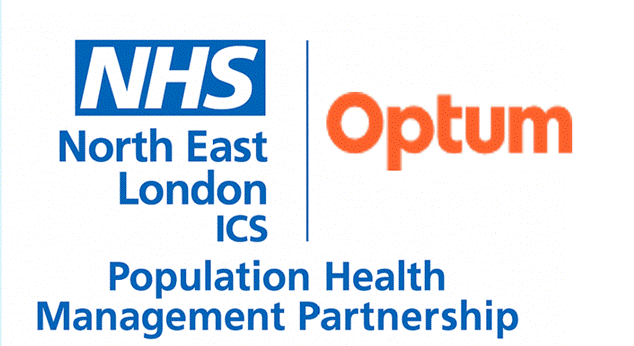 NHS
North East
London
ICS
Optum
Population Health
Management Partnership